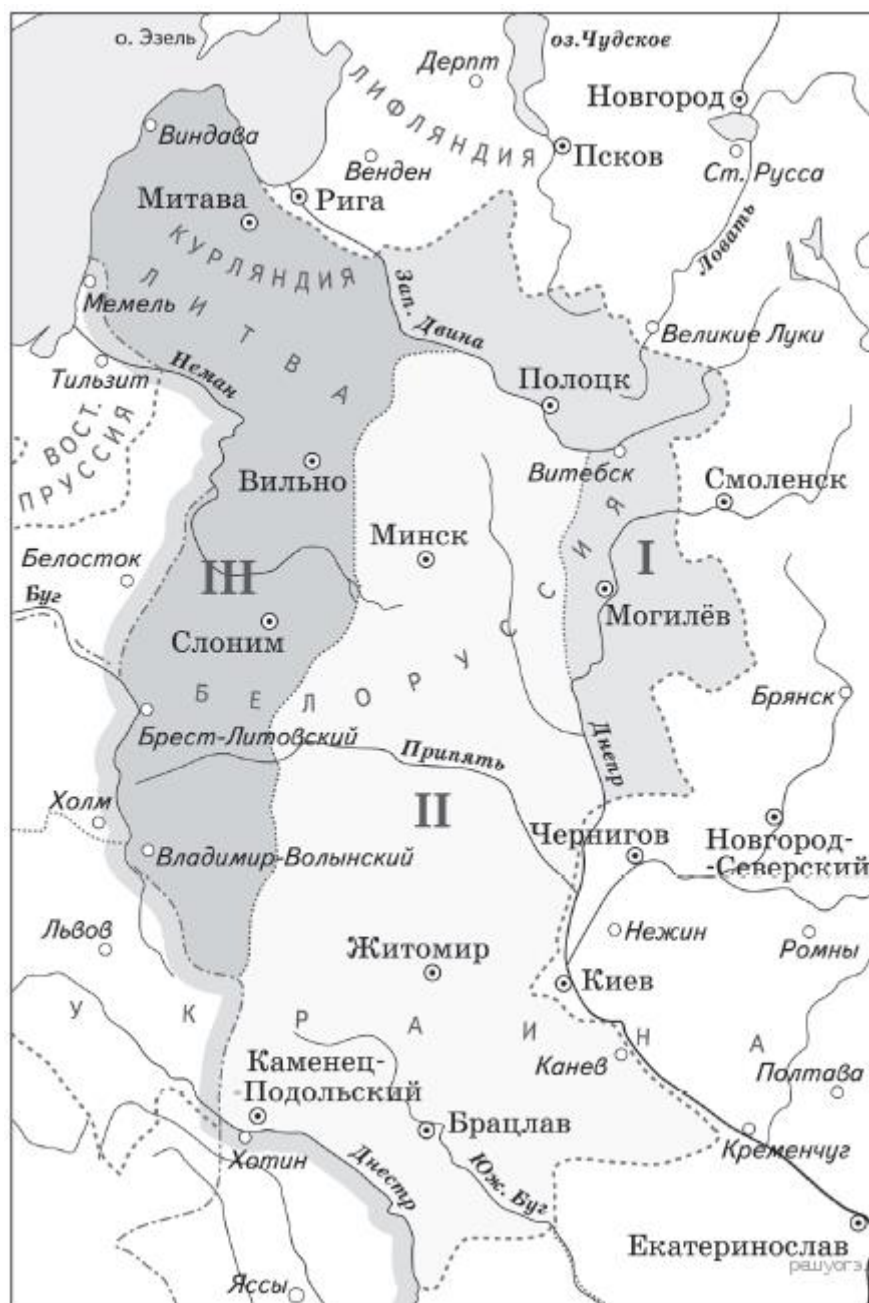 о. Эзель
оз. Чудское
Дерпт
ЛИФЛЯНДИЯ
Новгород
Виндава
Венден
Псков
Ст. Русса
Митава
Рига
КУРЛЯНДИЯ
Ловать
Зап. Двина
ЛИТВА
Мемель
Великие Луки
Неман
Тильзит
Полоцк
ВОСТ.
ПРУССИЯ
Вильно
Витебск
Смоленск
Минск
I
Белосток
III
Буг
Могилёв
Слоним
БЕЛОРУССИЯ
Брянск
Брест-Литовский
Днепр
Припять
Холм
II
Чернигов
Новгород-
-Северский
Владимир-Волынский
Львов
Нежин
Ромны
Житомир
Киев
УКРАИНА
Канев
Каменец-
-Подольский
Полтава
Брацлав
Кременчуг
Хотин
Днестр
Юж. Буг
Екатеринослав
решуогэ.
Яссы